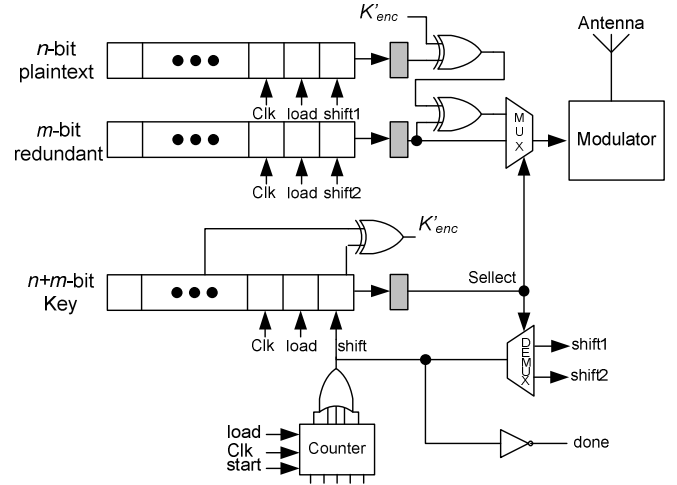 K'enc
Antenna
n-bit
plaintext
Clk load shift1
m-bit
redundant
MUX
Modulator
Clk load shift2
K'enc
n+m-bit
Key
Sellect
Clk load shift
DEMUX
shift1
shift2
load
Clk
start
Counter
done